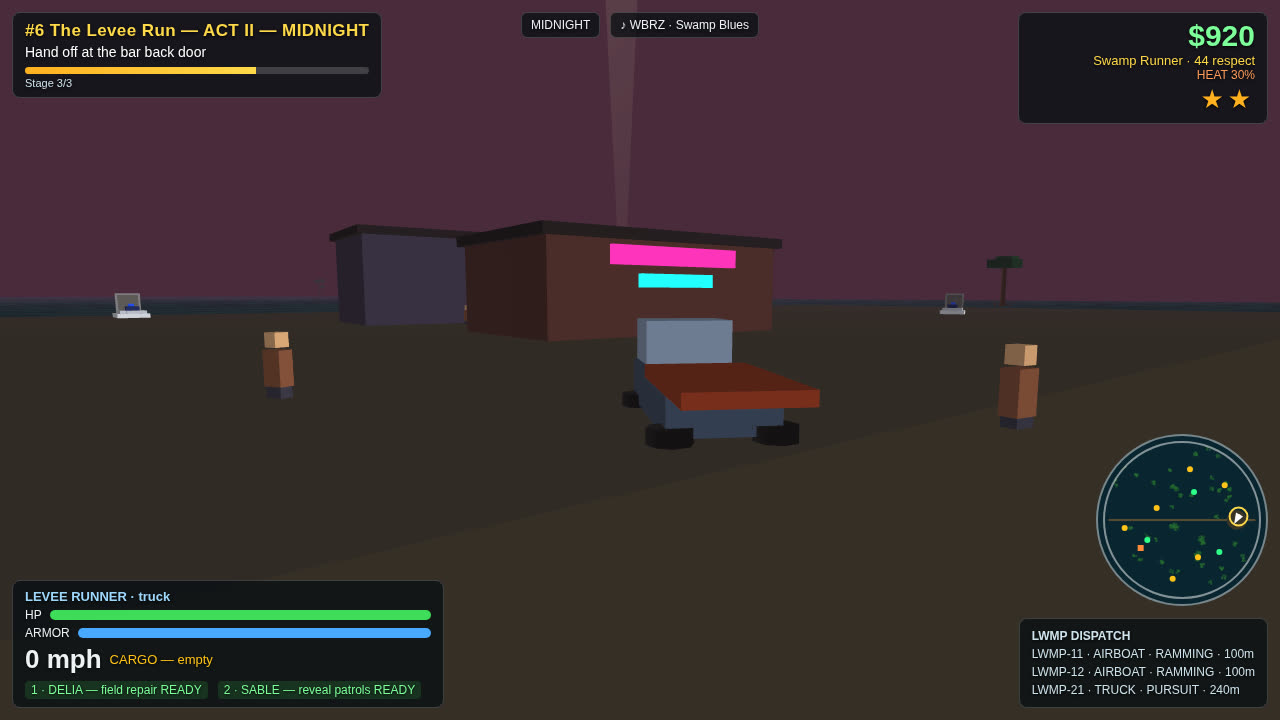 #6 The Levee Run — ACT II — MIDNIGHT
Hand off at the bar back door
Stage 3/3
MIDNIGHT
♪ WBRZ · Swamp Blues
$920
Swamp Runner · 44 respect
HEAT 30%
★★
LEVEE RUNNER · truck
HP
ARMOR
0 mph CARGO — empty
1 · DELIA — field repair READY
2 · SABLE — reveal patrols READY
LWMP DISPATCH
LWMP-11 · AIRBOAT · RAMMING · 100m
LWMP-12 · AIRBOAT · RAMMING · 100m
LWMP-21 · TRUCK · PURSUIT · 240m